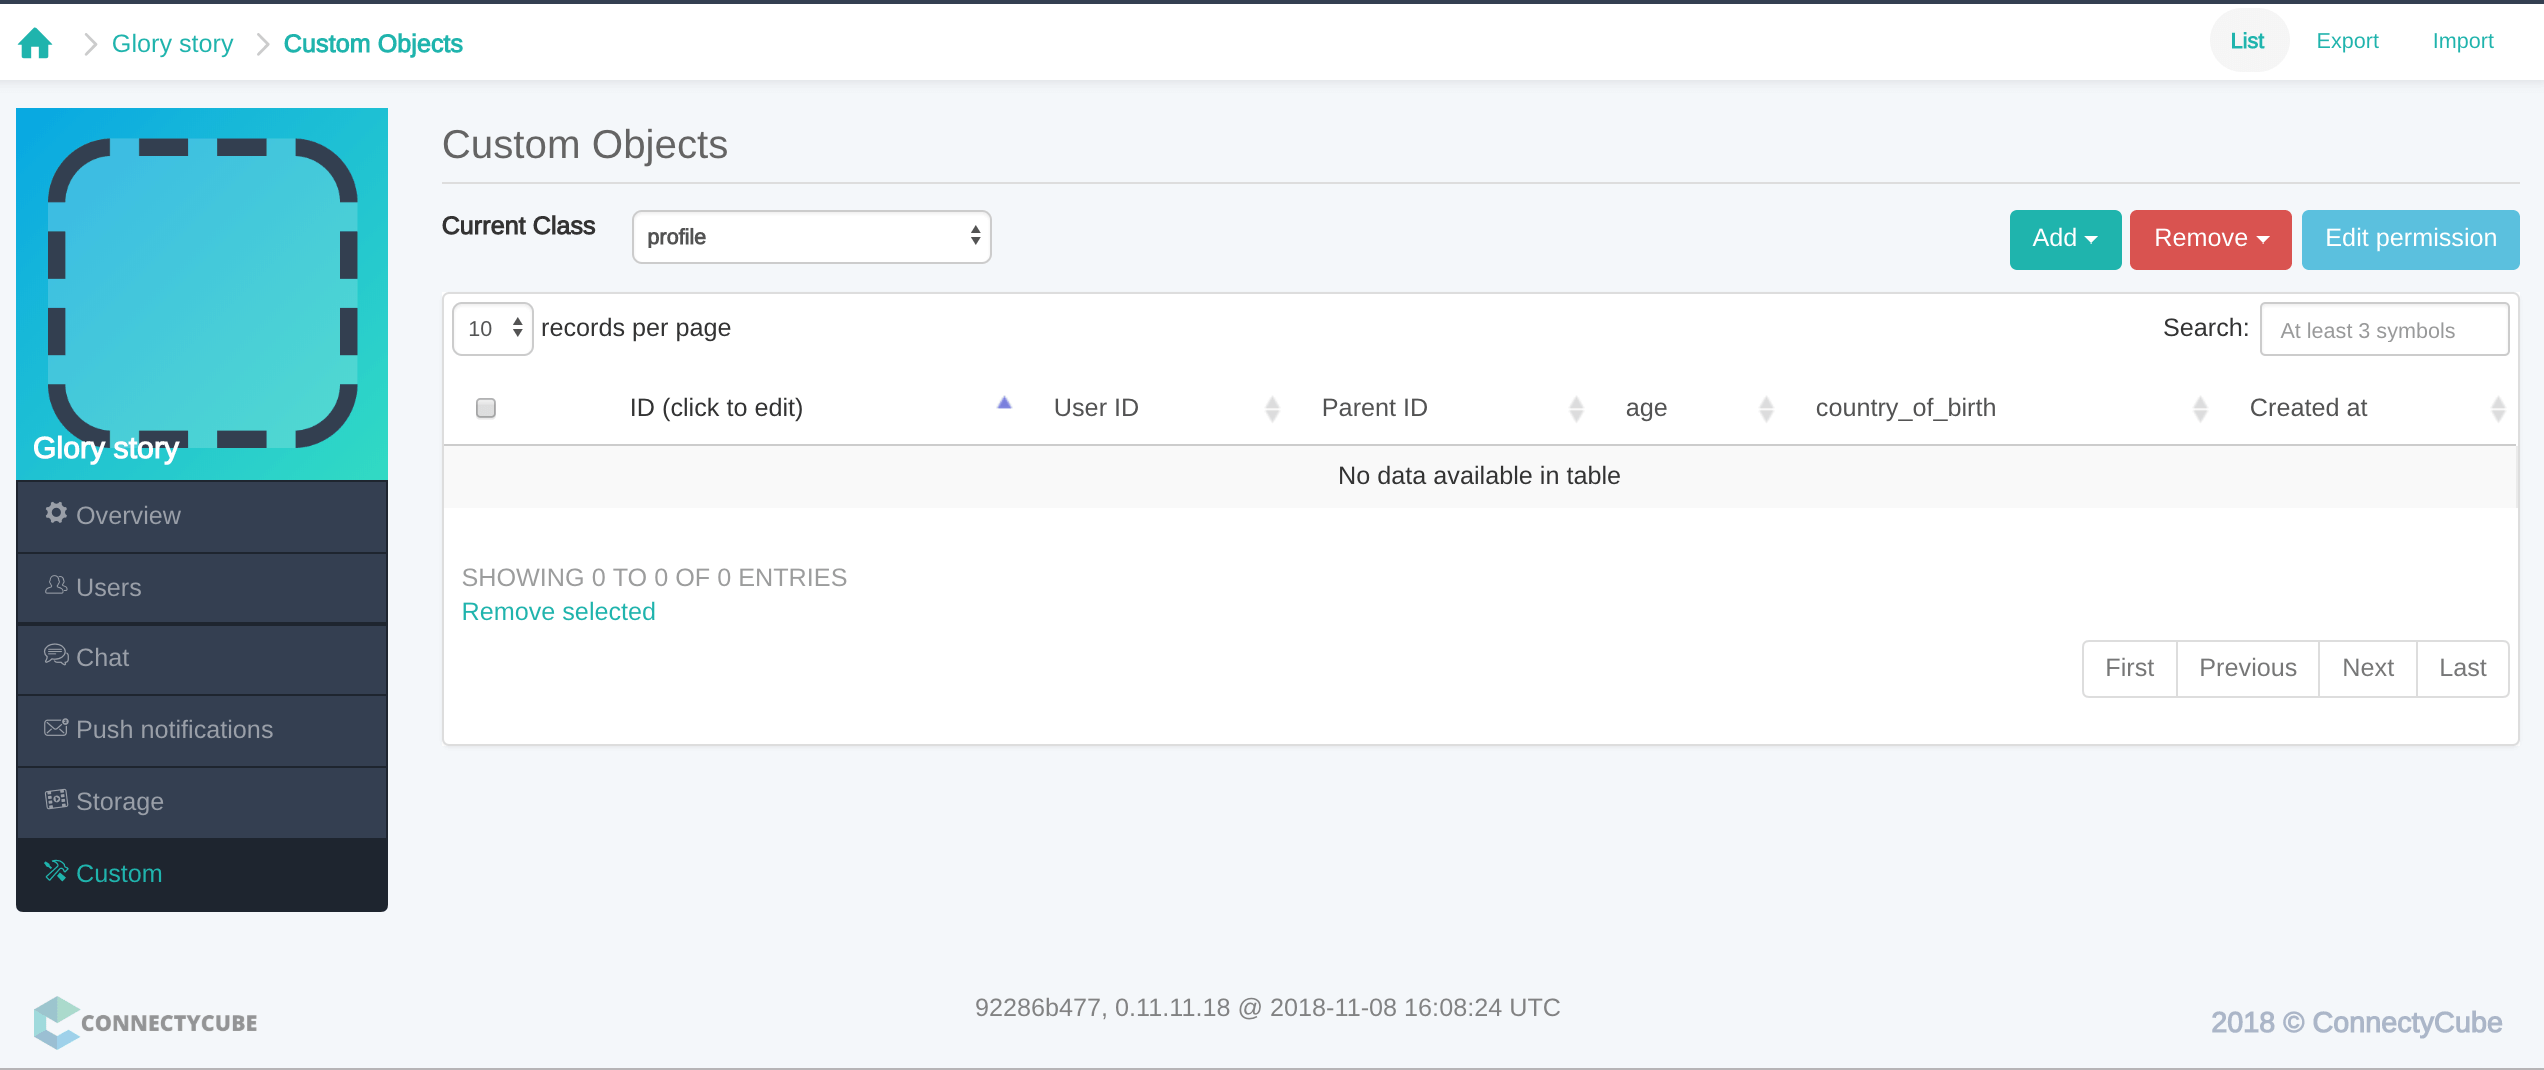 Glory story
Custom Objects
List
Export
Import
Custom Objects
Current Class
profile
Add
Remove
Edit permission
10
records per page
Search:
At least 3 symbols
ID (click to edit)
User ID
Parent ID
age
country_of_birth
Created at
No data available in table
SHOWING 0 TO 0 OF 0 ENTRIES
Remove selected
First
Previous
Next
Last
Glory story
Overview
Users
Chat
Push notifications
Storage
Custom
CONNECTYCUBE
92286b477, 0.11.11.18 @ 2018-11-08 16:08:24 UTC
2018 © ConnectyCube